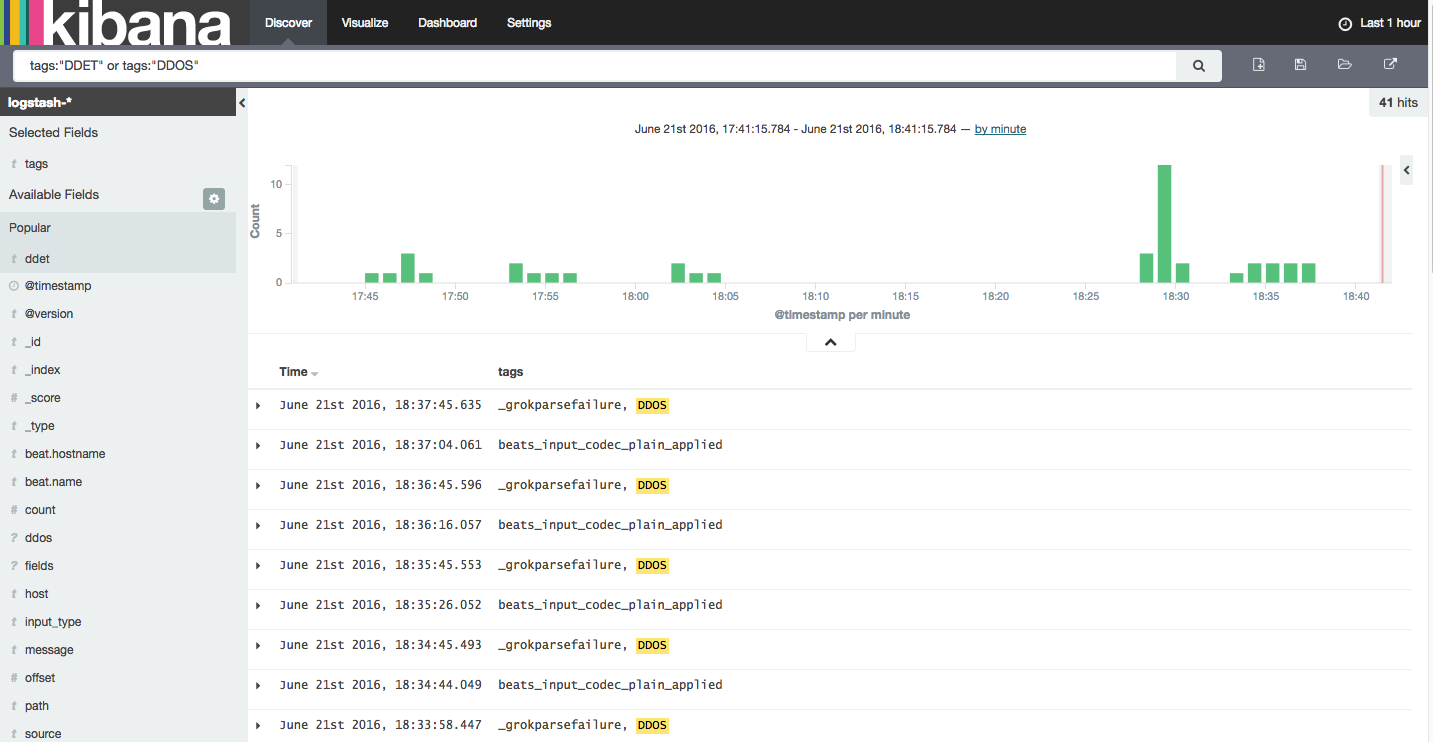 kibana
Discover
Visualize
Dashboard
Settings
Last 1 hour
tags:"DDET" or tags:"DDOS"
logstash-*
41 hits
Selected Fields
t tags
Available Fields
Popular
t ddet
@timestamp
t @version
t _id
t _index
# _score
t _type
t beat.hostname
t beat.name
# count
? ddos
? fields
t host
t input_type
t message
# offset
t path
t source
June 21st 2016, 17:41:15.784 - June 21st 2016, 18:41:15.784 — by minute
Count
10
5
0
17:45 17:50 17:55 18:00 18:05 18:10 18:15 18:20 18:25 18:30 18:35 18:40
@timestamp per minute
Time tags
June 21st 2016, 18:37:45.635 _grokparsefailure, DDOS
June 21st 2016, 18:37:04.061 beats_input_codec_plain_applied
June 21st 2016, 18:36:45.596 _grokparsefailure, DDOS
June 21st 2016, 18:36:16.057 beats_input_codec_plain_applied
June 21st 2016, 18:35:45.553 _grokparsefailure, DDOS
June 21st 2016, 18:35:26.052 beats_input_codec_plain_applied
June 21st 2016, 18:34:45.493 _grokparsefailure, DDOS
June 21st 2016, 18:34:44.049 beats_input_codec_plain_applied
June 21st 2016, 18:33:58.447 _grokparsefailure, DDOS